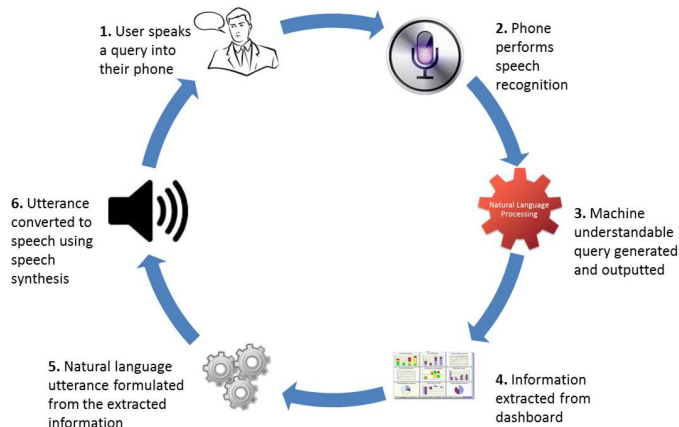 1. User speaks
a query into
their phone
2. Phone
performs
speech
recognition
Natural Language
Processing
3. Machine
understandable
query generated
and outputted
4. Information
extracted from
dashboard
5. Natural language
utterance formulated
from the extracted
information
6. Utterance
converted to
speech using
speech
synthesis